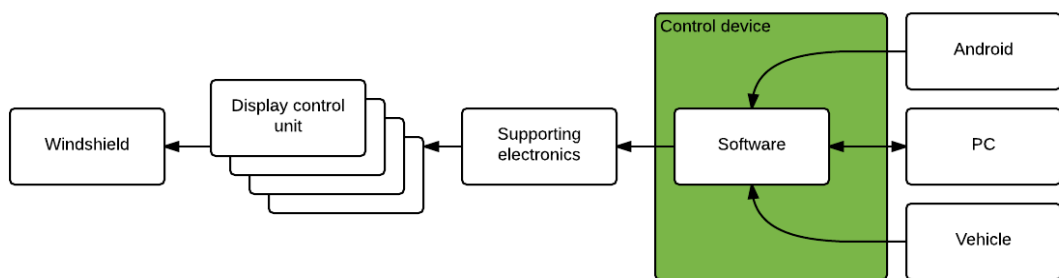 Control device
Android
Display control
unit
Windshield
Supporting
electronics
Software
PC
Vehicle